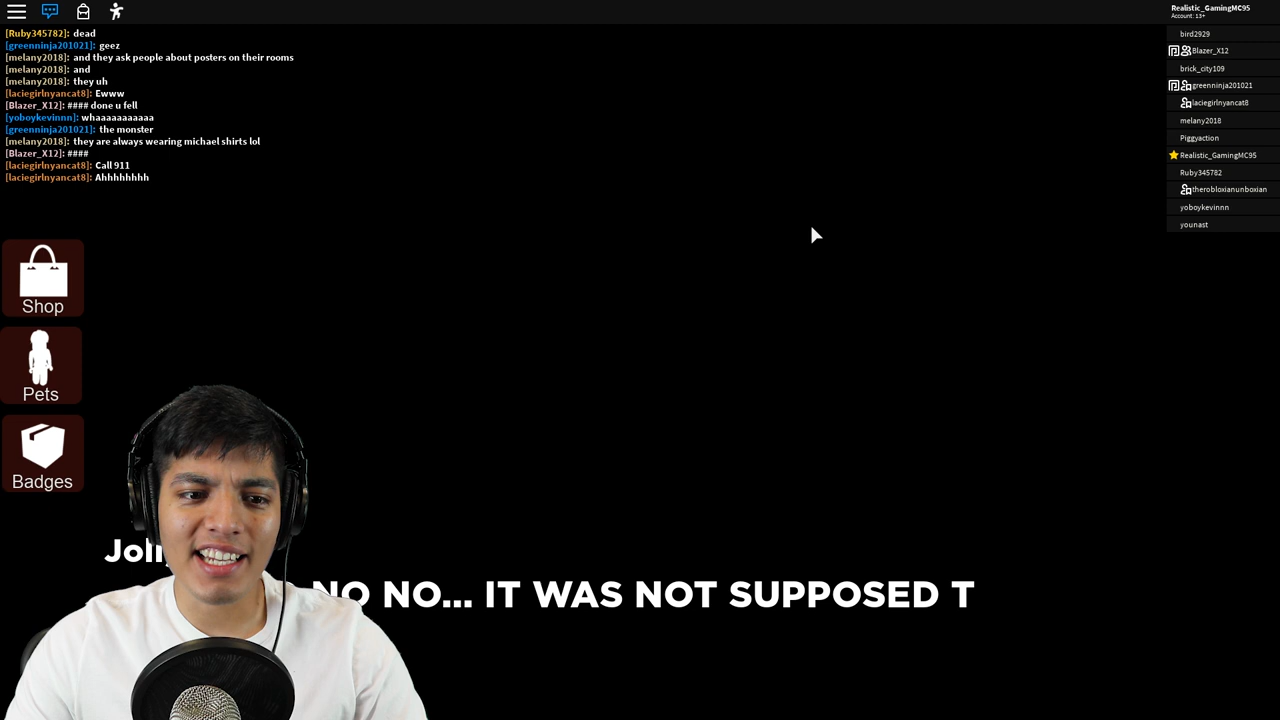 Realistic_GamingMC95
Account: 13+
[Ruby345782]: dead
[greenninja201021]: geez
[melany2018]: and they ask people about posters on their rooms
[melany2018]: and
[melany2018]: they uh
[laciegirlnyancat8]: Ewww
[Blazer_X12]: #### done u fell
[yoboykevinnn]: whaaaaaaaaaa
[greenninja201021]: the monster
[melany2018]: they are always wearing michael shirts lol
[Blazer_X12]: ####
[laciegirlnyancat8]: Call 911
[laciegirlnyancat8]: Ahhhhhhhh
bird2929
Blazer_X12
brick_city109
greenninja201021
laciegirlnyancat8
melany2018
Piggyaction
Realistic_GamingMC95
Ruby345782
therobloxianunboxian
yoboykevinnn
younast
Shop
Pets
Badges
NO NO... IT WAS NOT SUPPOSED T